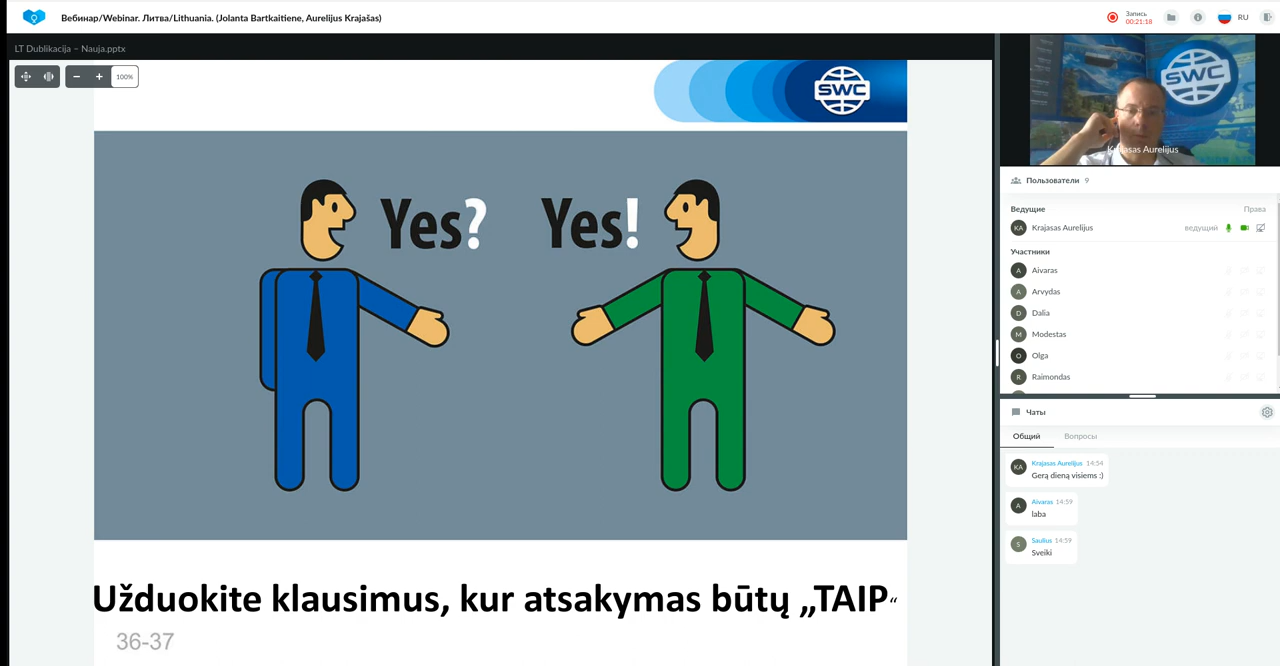 Вебинар/Webinar. Литва/Lithuania. (Jolanta Bartkaitiene, Aurelijus Krajašas)
Запись
00:21:18
RU
LT Dublikacija – Nauja.pptx
100%
SWC
Yes? Yes!
Užduokite klausimus, kur atsakymas būtų „TAIP“
36-37
SWC
Krajasas Aurelijus
Пользователи 9
Ведущие Права
KA Krajasas Aurelijus ведущий
Участники
A Aivaras
A Arvydas
D Dalia
M Modestas
O Olga
R Raimondas
Чаты
Общий Вопросы
KA Krajasas Aurelijus 14:54
Gerą dieną visiems :)
A Aivaras 14:59
laba
S Saulius 14:59
Sveiki